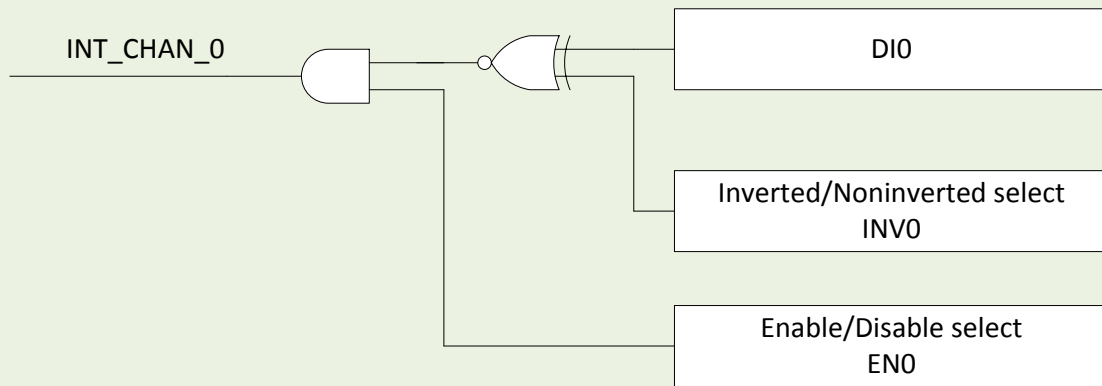 INT_CHAN_0
DI0
Inverted/Noninverted select
INV0
Enable/Disable select
EN0